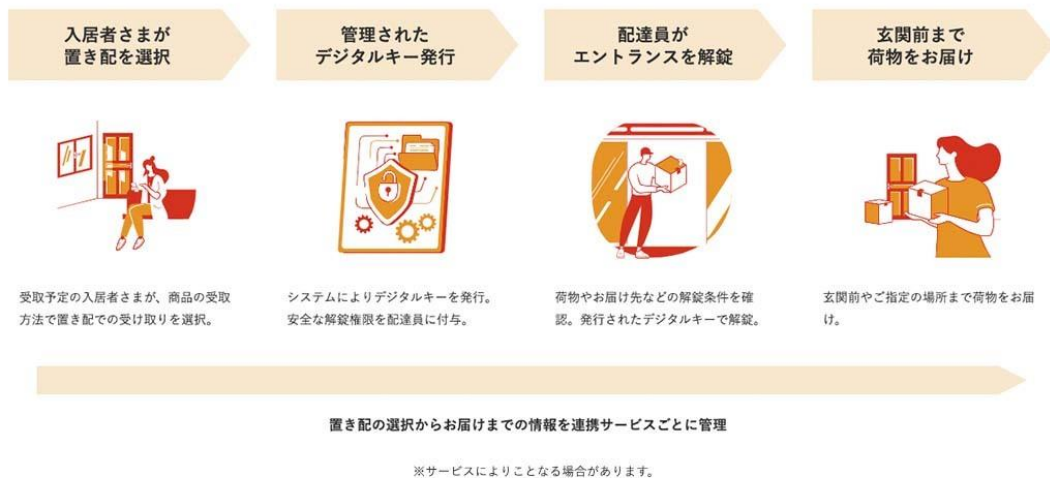 入居者さまが
置き配を選択
管理された
デジタルキー発行
配達員が
エントランスを解錠
玄関前まで
荷物をお届け
受取予定の入居者さまが、商品の受取
方法で置き配での受け取りを選択。
システムによりデジタルキーを発行。
安全な解錠権限を配達員に付与。
荷物やお届け先などの解錠条件を確
認。発行されたデジタルキーで解錠。
玄関前やご指定の場所まで荷物をお届
け。
置き配の選択からお届けまでの情報を連携サービスごとに管理
※サービスによりことなる場合があります。